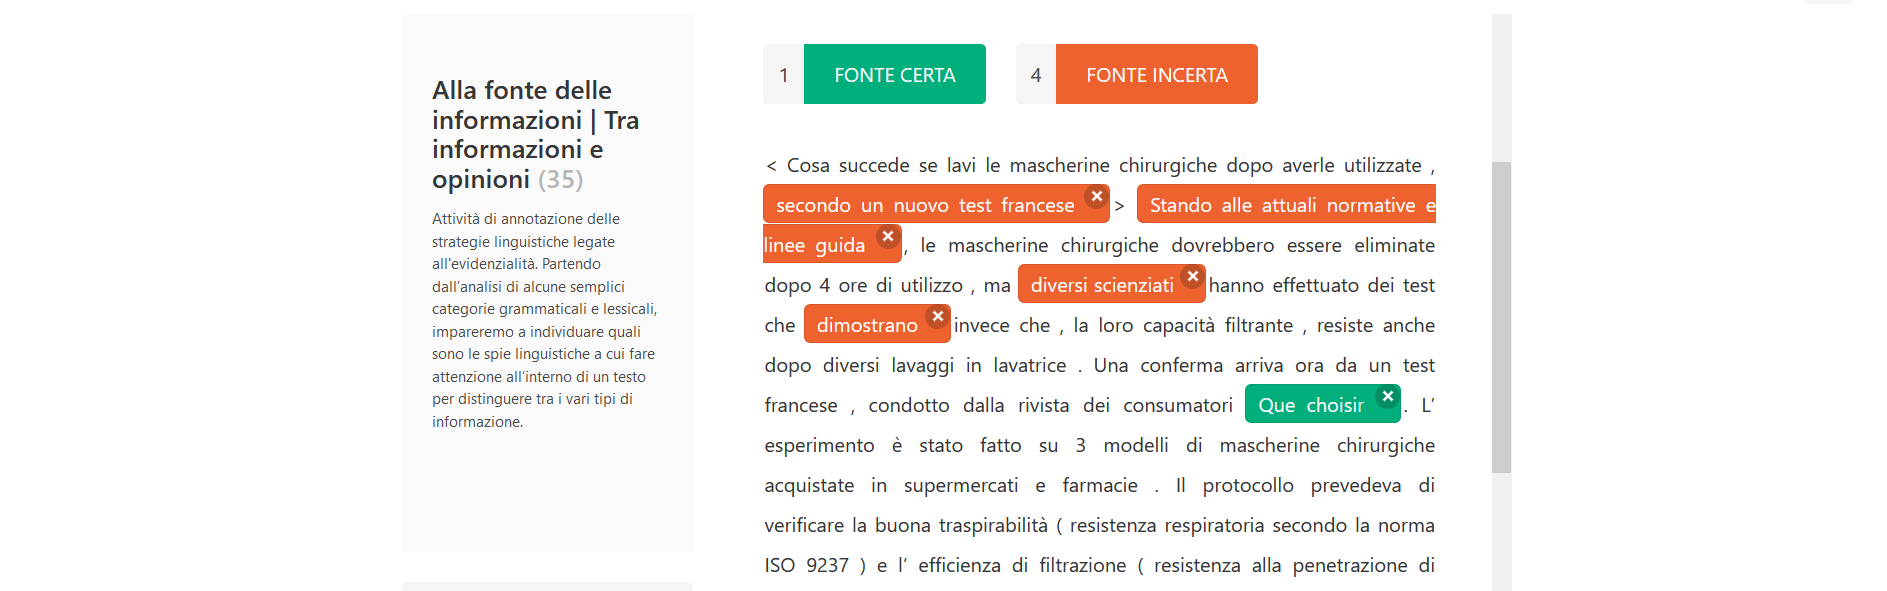 Alla fonte delle
informazioni | Tra
informazioni e
opinioni (35)
Attività di annotazione delle
strategie linguistiche legate
all'evidenzialità. Partendo
dall’analisi di alcune semplici
categorie grammaticali e lessicali,
impareremo a individuare quali
sono le spie linguistiche a cui fare
attenzione all’interno di un testo
per distinguere tra i vari tipi di
informazione.
1 FONTE CERTA 4 FONTE INCERTA
< Cosa succede se lavi le mascherine chirurgiche dopo averle utilizzate ,
secondo un nuovo test francese > Stando alle attuali normative e
linee guida , le mascherine chirurgiche dovrebbero essere eliminate
dopo 4 ore di utilizzo , ma diversi scienziati hanno effettuato dei test
che dimostrano invece che , la loro capacità filtrante , resiste anche
dopo diversi lavaggi in lavatrice . Una conferma arriva ora da un test
francese , condotto dalla rivista dei consumatori Que choisir . L’
esperimento è stato fatto su 3 modelli di mascherine chirurgiche
acquistate in supermercati e farmacie . Il protocollo prevedeva di
verificare la buona traspirabilità ( resistenza respiratoria secondo la norma
ISO 9237 ) e l’ efficienza di filtrazione ( resistenza alla penetrazione di